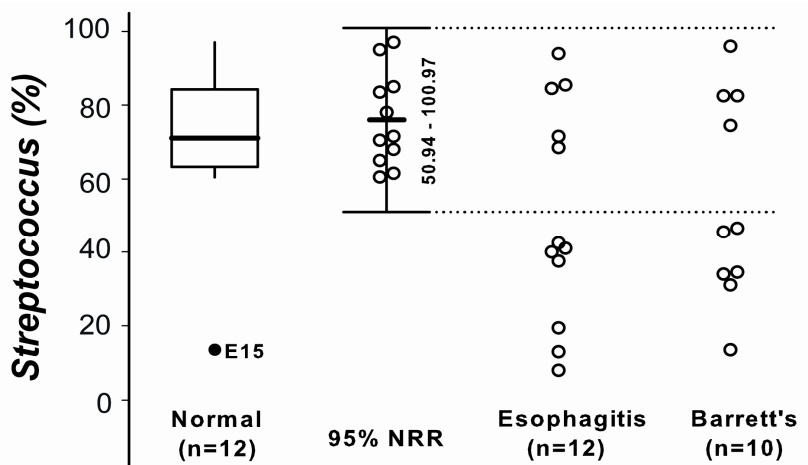 Streptococcus (%)
100
80
60
40
20
0
E15
50.94 - 100.97
Normal
(n=12)
95% NRR
Esophagitis
(n=12)
Barrett's
(n=10)